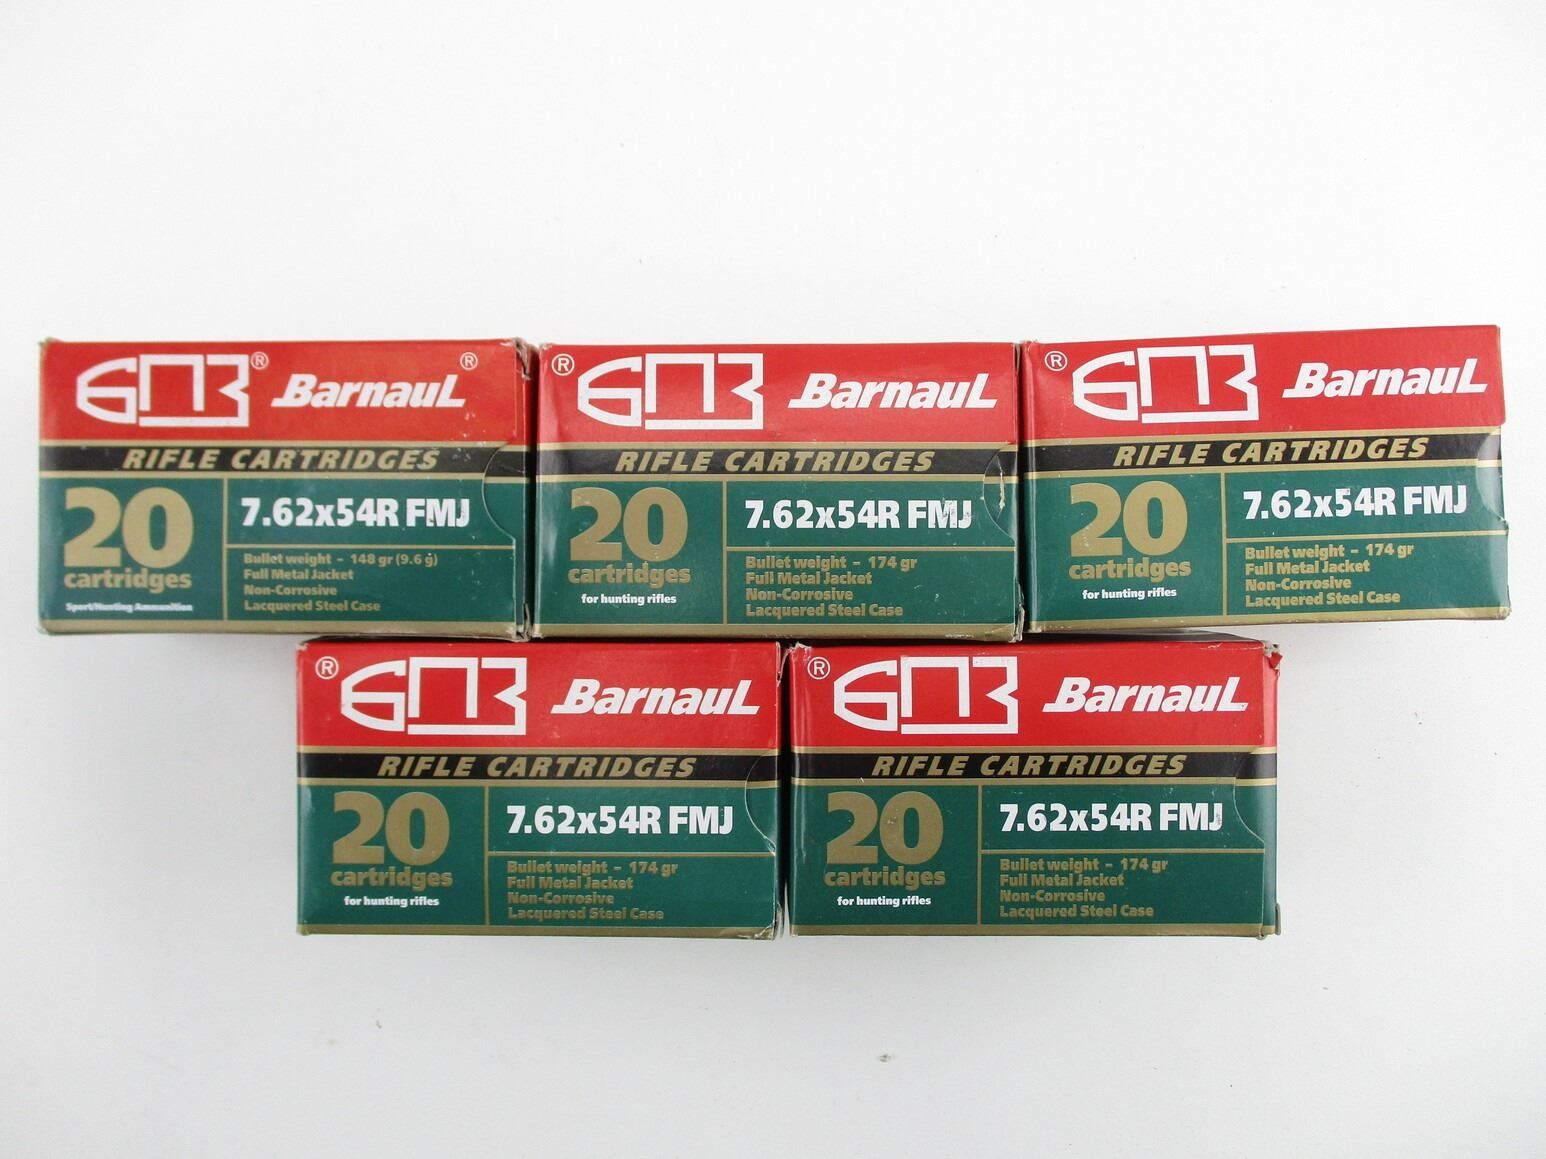 БПЗ® BarnauL®
RIFLE CARTRIDGES
20
cartridges
Sport/Hunting Ammunition
7.62x54R FMJ
Bullet weight - 148 gr (9.6 g)
Full Metal Jacket
Non-Corrosive
Lacquered Steel Case
® БПЗ BarnauL
RIFLE CARTRIDGES
20
cartridges
for hunting rifles
7.62x54R FMJ
Bullet weight - 174 gr
Full Metal Jacket
Non-Corrosive
Lacquered Steel Case
® БПЗ BarnauL
RIFLE CARTRIDGES
20
cartridges
for hunting rifles
7.62x54R FMJ
Bullet weight - 174 gr
Full Metal Jacket
Non-Corrosive
Lacquered Steel Case
® БПЗ BarnauL
RIFLE CARTRIDGES
20
cartridges
for hunting rifles
7.62x54R FMJ
Bullet weight - 174 gr
Full Metal Jacket
Non-Corrosive
Lacquered Steel Case
® БПЗ BarnauL
RIFLE CARTRIDGES
20
cartridges
for hunting rifles
7.62x54R FMJ
Bullet weight - 174 gr
Full Metal Jacket
Non-Corrosive
Lacquered Steel Case